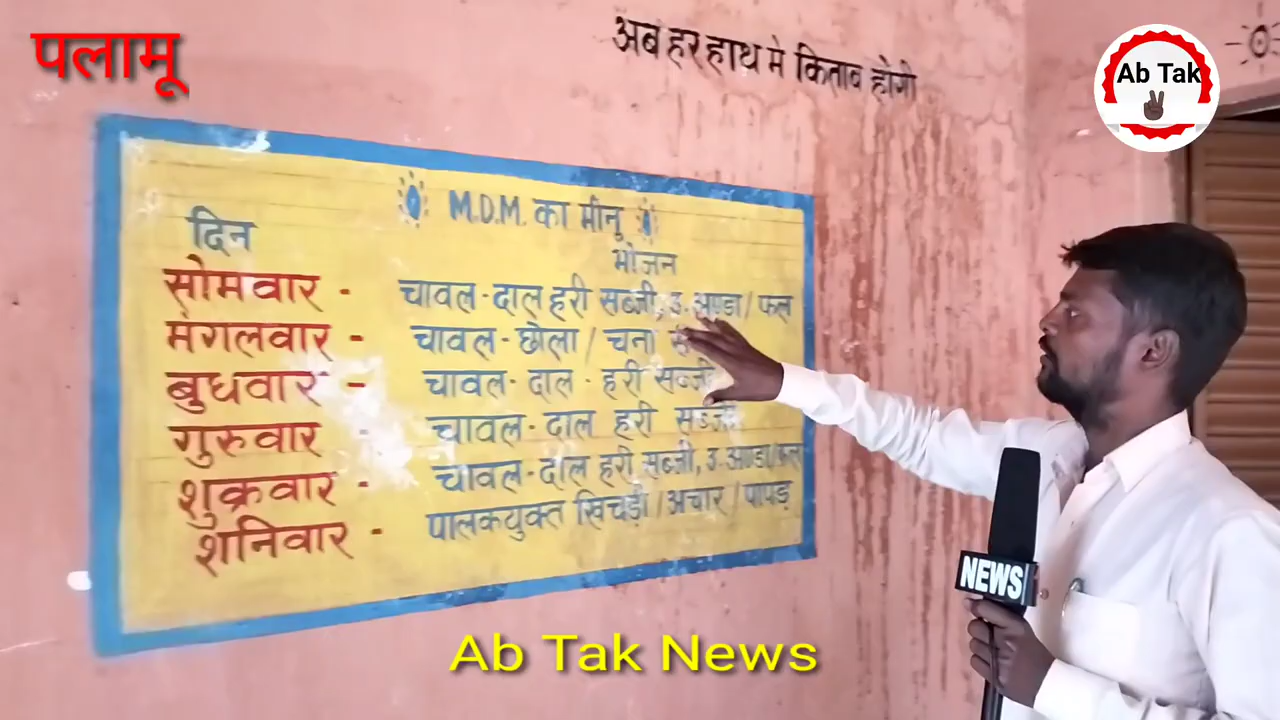 पलामू
अब हर हाथ मे किताब होगी
Ab Tak
M.D.M. का मीनु
दिन
भोजन
सोमवार - चावल-दाल हरी सब्जी, उ. अण्डा / फल
मंगलवार - चावल - छोला / चना
बुधवार - चावल - दाल - हरी सब्जी
गुरुवार - चावल-दाल हरी सब्जी
शुक्रवार - चावल-दाल हरी सब्जी, उ. अण्डा/फल
शनिवार - पालकयुक्त खिचड़ी / अचार / पापड़
NEWS
Ab Tak News